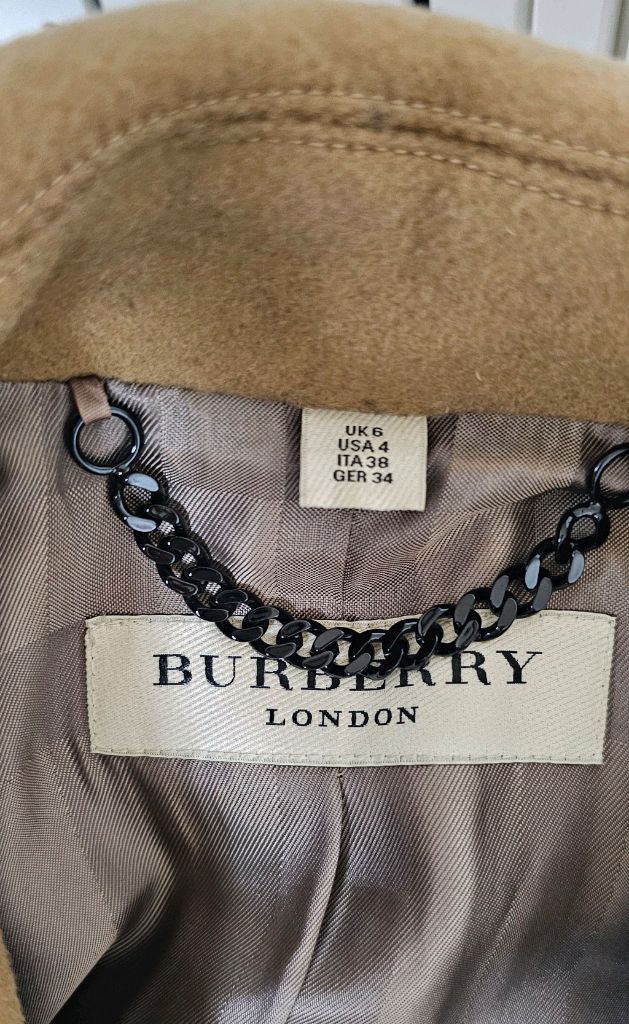 UK 6
USA 4
ITA 38
GER 34
BURBERRY
LONDON